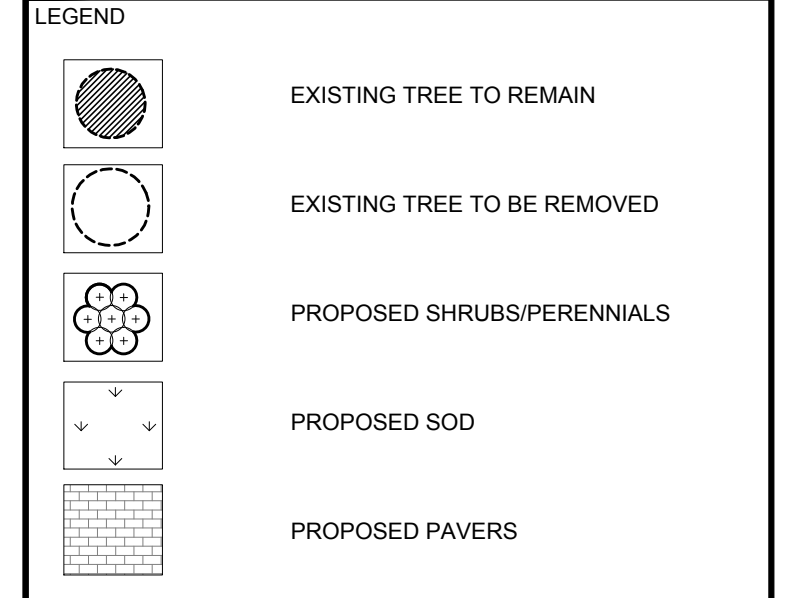 LEGEND
EXISTING TREE TO REMAIN
EXISTING TREE TO BE REMOVED
PROPOSED SHRUBS/PERENNIALS
PROPOSED SOD
PROPOSED PAVERS